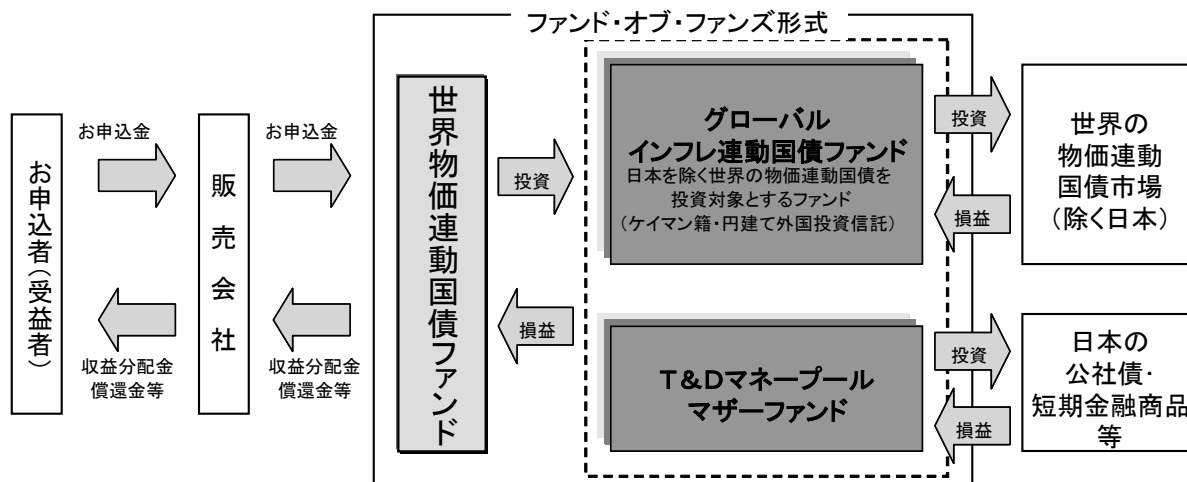 ファンド・オブ・ファンズ形式
お申込者（受益者）
お申込金
収益分配金
償還金等
販売会社
お申込金
収益分配金
償還金等
世界物価連動国債ファンド
投資
損益
グローバル
インフレ連動国債ファンド
日本を除く世界の物価連動国債を
投資対象とするファンド
（ケイマン籍・円建て外国投資信託）
T&Dマネープール
マザーファンド
投資
損益
投資
損益
世界の
物価連動
国債市場
（除く日本）
日本の
公社債・
短期金融商品
等